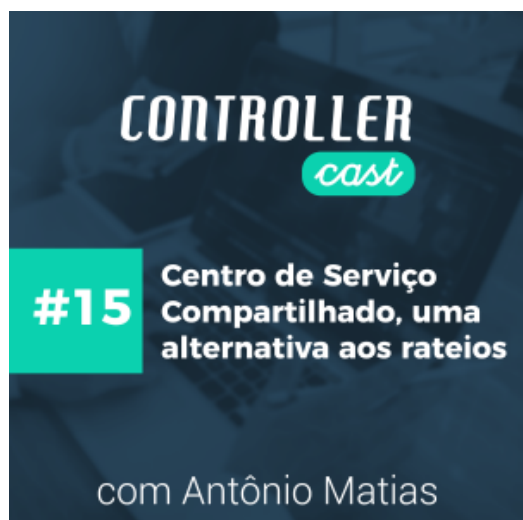 CONTROLLER
cast
#15
Centro de Serviço
Compartilhado, uma
alternativa aos rateios
com Antônio Matias